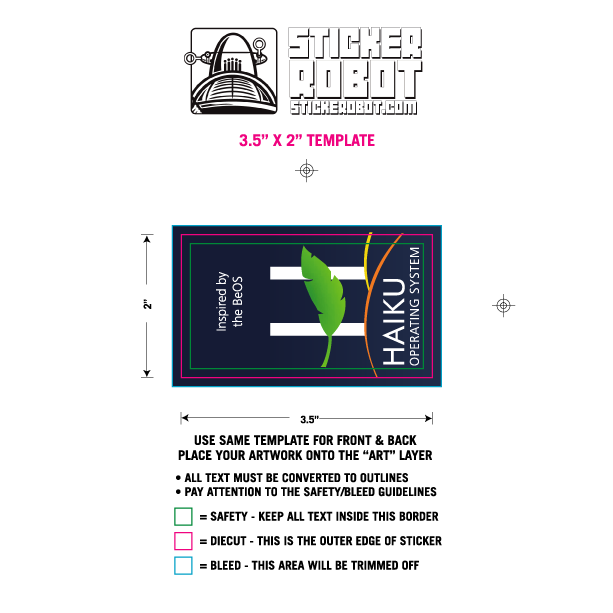 STICKER
ROBOT
STICKEROBOT.COM
3.5” X 2” TEMPLATE
Inspired by
the BeOS
HAIKU
OPERATING SYSTEM
2”
3.5”
USE SAME TEMPLATE FOR FRONT & BACK
PLACE YOUR ARTWORK ONTO THE “ART” LAYER
• ALL TEXT MUST BE CONVERTED TO OUTLINES
• PAY ATTENTION TO THE SAFETY/BLEED GUIDELINES
= SAFETY - KEEP ALL TEXT INSIDE THIS BORDER
= DIECUT - THIS IS THE OUTER EDGE OF STICKER
= BLEED - THIS AREA WILL BE TRIMMED OFF